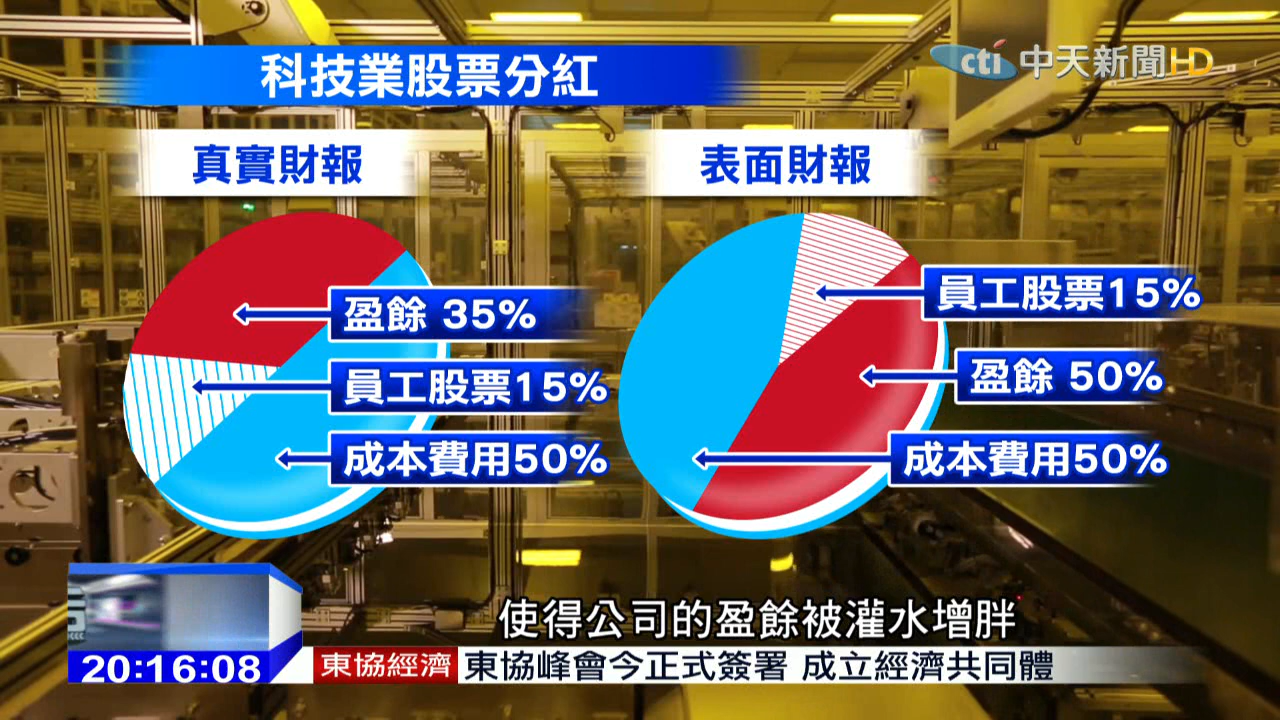 科技業股票分紅
cti 中天新聞HD
真實財報
表面財報
盈餘 35%
員工股票15%
成本費用50%
員工股票15%
盈餘 50%
成本費用50%
使得公司的盈餘被灌水增胖
20:16:08
東協經濟 東協峰會今正式簽署 成立經濟共同體